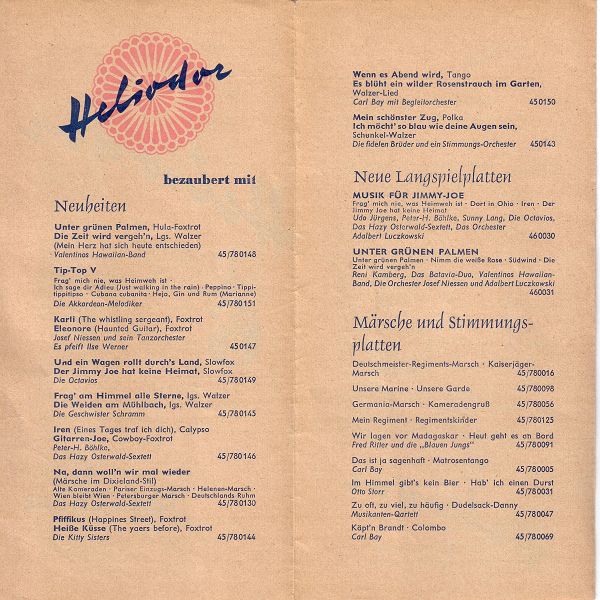 Heliodor
bezaubert mit
Neuheiten
Unter grünen Palmen, Hula-Foxtrot
Die Zeit wird vergeh'n, Lgs. Walzer
(Mein Herz hat sich heute entschieden)
Valentinos Hawaiian-Band 45/780148
Tip-Top V
Frag' mich nie, was Heimweh ist ·
Ich sage dir Adieu (Just walking in the rain) · Peppino · Tippi-
tippitipso · Cubana cubanita · Hejo, Gin und Rum (Marianne)
Die Akkordeon-Melodiker 45/780151
Karli (The whistling sergeant), Foxtrot
Eleonore (Haunted Guitar), Foxtrot
Josef Niessen und sein Tanzorchester
Es pfeift Ilse Werner 450147
Und ein Wagen rollt durch's Land, Slowfox
Der Jimmy Joe hat keine Heimat, Slowfox
Die Octavios 45/780149
Frag' am Himmel alle Sterne, lgs. Walzer
Die Weiden am Mühlbach, lgs. Walzer
Die Geschwister Schramm 45/780145
Iren (Eines Tages traf ich dich), Calypso
Gitarren-Joe, Cowboy-Foxtrot
Peter-H. Böhlke,
Das Hazy Osterwald-Sextett 45/780146
Na, dann woll'n wir mal wieder
(Märsche im Dixieland-Stil)
Alte Kameraden · Pariser Einzugs-Marsch · Helenen-Marsch ·
Wien bleibt Wien · Petersburger Marsch · Deutschlands Ruhm
Das Hazy Osterwald-Sextett 45/780130
Pfiffikus (Happines Street), Foxtrot
Heiße Küsse (The yaers before), Foxtrot
Die Kitty Sisters 45/780144
Wenn es Abend wird, Tango
Es blüht ein wilder Rosenstrauch im Garten,
Walzer-Lied
Carl Bay mit Begleitorchester 450150
Mein schönster Zug, Polka
Ich möcht' so blau wie deine Augen sein,
Schunkel-Walzer
Die fidelen Brüder und ein Stimmungs-Orchester 450143
Neue Langspielplatten
MUSIK FÜR JIMMY-JOE
Frag' mich nie, was Heimweh ist · Dort in Ohio · Iren · Der
Jimmy Joe hat keine Heimat
Udo Jürgens, Peter-H. Böhlke, Sunny Lang, Die Octavios,
Das Hazy Osterwald-Sextett, Das Orchester
Adalbert Luczkowski 460030
UNTER GRÜNEN PALMEN
Unter grünen Palmen · Nimm die weiße Rose · Südwind · Die
Zeit wird vergeh'n
Reni Kamberg, Das Batavia-Duo, Valentinos Hawaiian-
Band, Die Orchester Josef Niessen und Adalbert Luczkowski
460031
Märsche und Stimmungs-
platten
Deutschmeister-Regiments-Marsch · Kaiserjäger-
Marsch 45/780016
Unsere Marine · Unsere Garde 45/780098
Germania-Marsch · Kameradengruß 45/780056
Mein Regiment · Regimentskinder 45/780125
Wir lagen vor Madagaskar · Heut geht es an Bord
Fred Ritter und die „Blauen Jungs" 45/780091
Das ist ja sagenhaft · Matrosentango
Carl Bay 45/780005
Im Himmel gibt's kein Bier · Hab' ich einen Durst
Otto Storr 45/780031
Zu oft, zu viel, zu häufig · Dudelsack-Danny
Musikanten-Qartett 45/780047
Käpt'n Brandt · Colombo
Carl Bay 45/780069